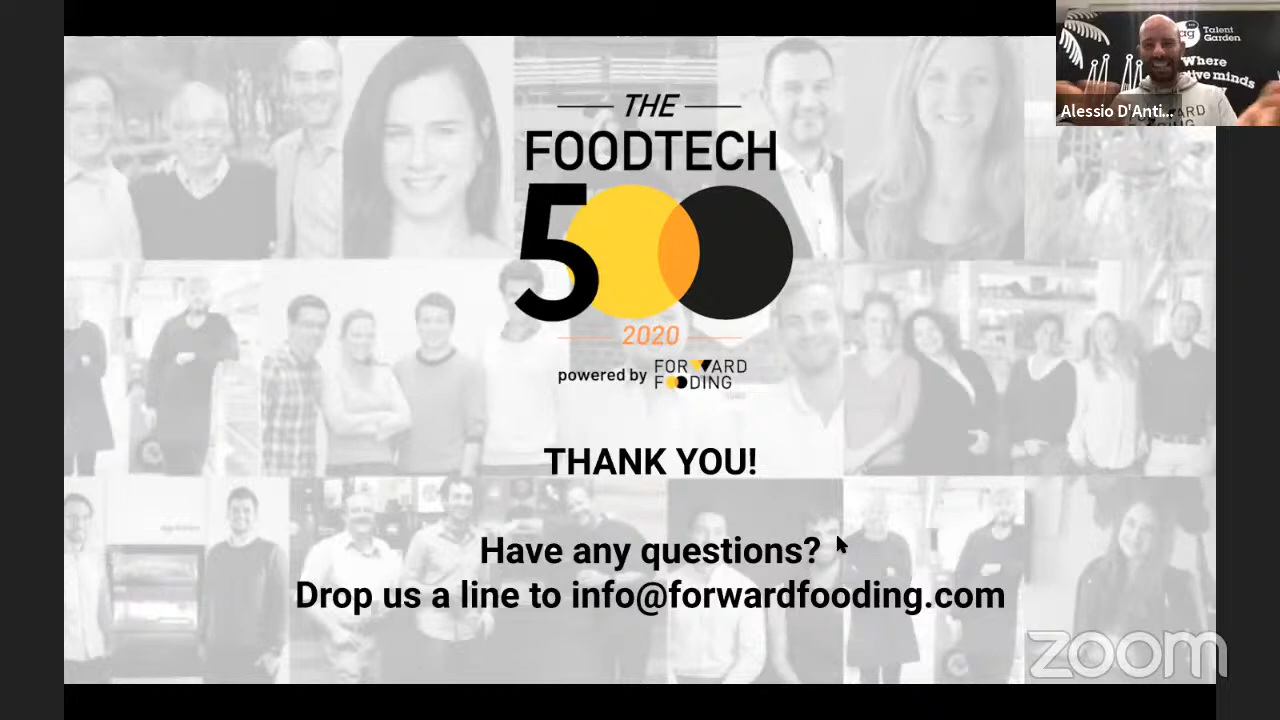 THE
FOODTECH
500
2020
powered by FORWARD
FOODING
THANK YOU!
Have any questions?
Drop us a line to info@forwardfooding.com
Talent
Garden
Where
Alessio D'Anti...
zoom